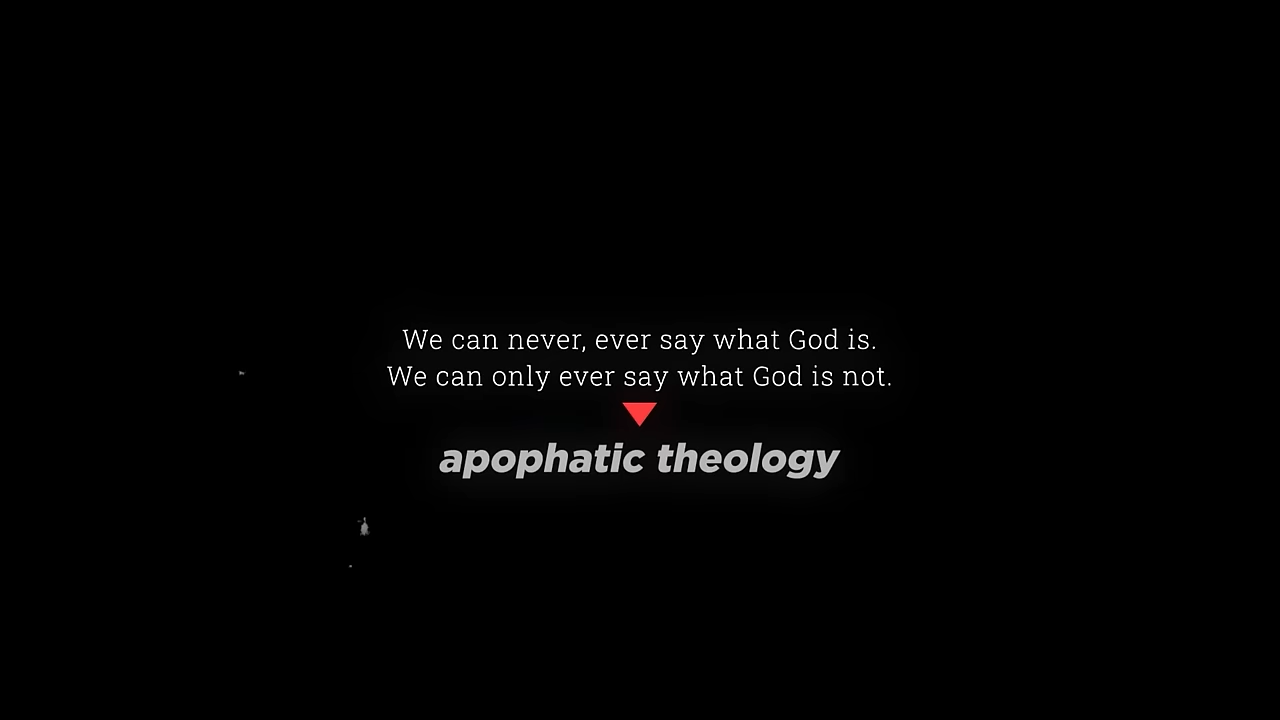 We can never, ever say what God is.
We can only ever say what God is not.
apophatic theology